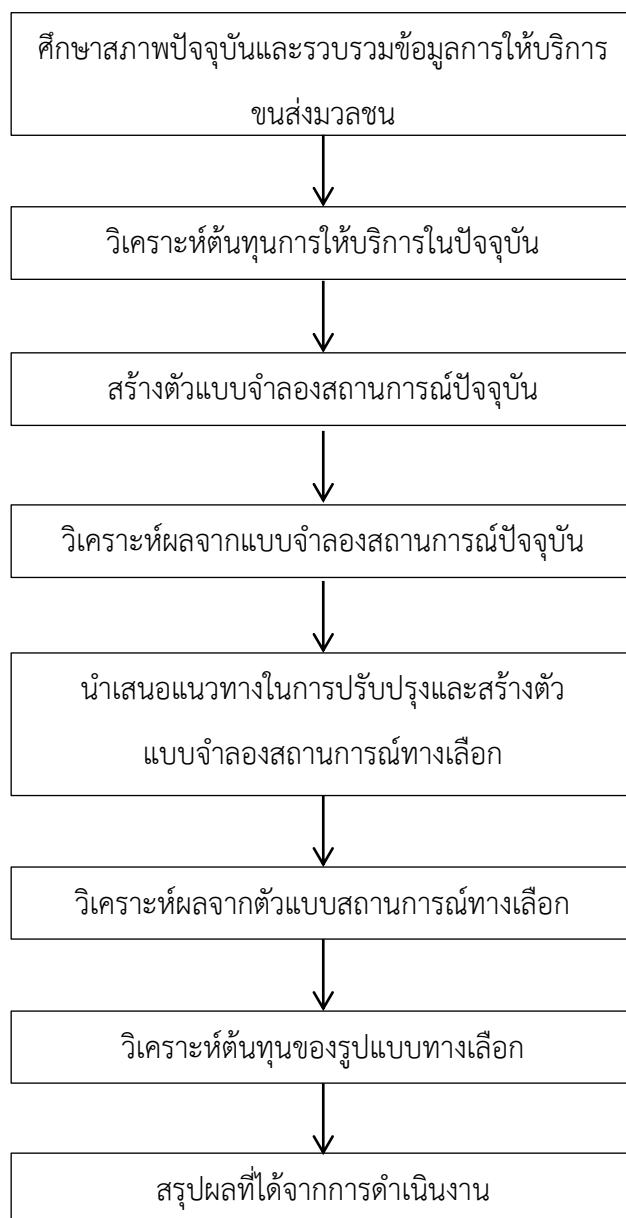 ศึกษาสภาพปัจจุบันและรวบรวมข้อมูลการให้บริการ
ขนส่งมวลชน
วิเคราะห์ต้นทุนการให้บริการในปัจจุบัน
สร้างตัวแบบจำลองสถานการณ์ปัจจุบัน
วิเคราะห์ผลจากแบบจำลองสถานการณ์ปัจจุบัน
นำเสนอแนวทางในการปรับปรุงและสร้างตัว
แบบจำลองสถานการณ์ทางเลือก
วิเคราะห์ผลจากตัวแบบสถานการณ์ทางเลือก
วิเคราะห์ต้นทุนของรูปแบบทางเลือก
สรุปผลที่ได้จากการดำเนินงาน